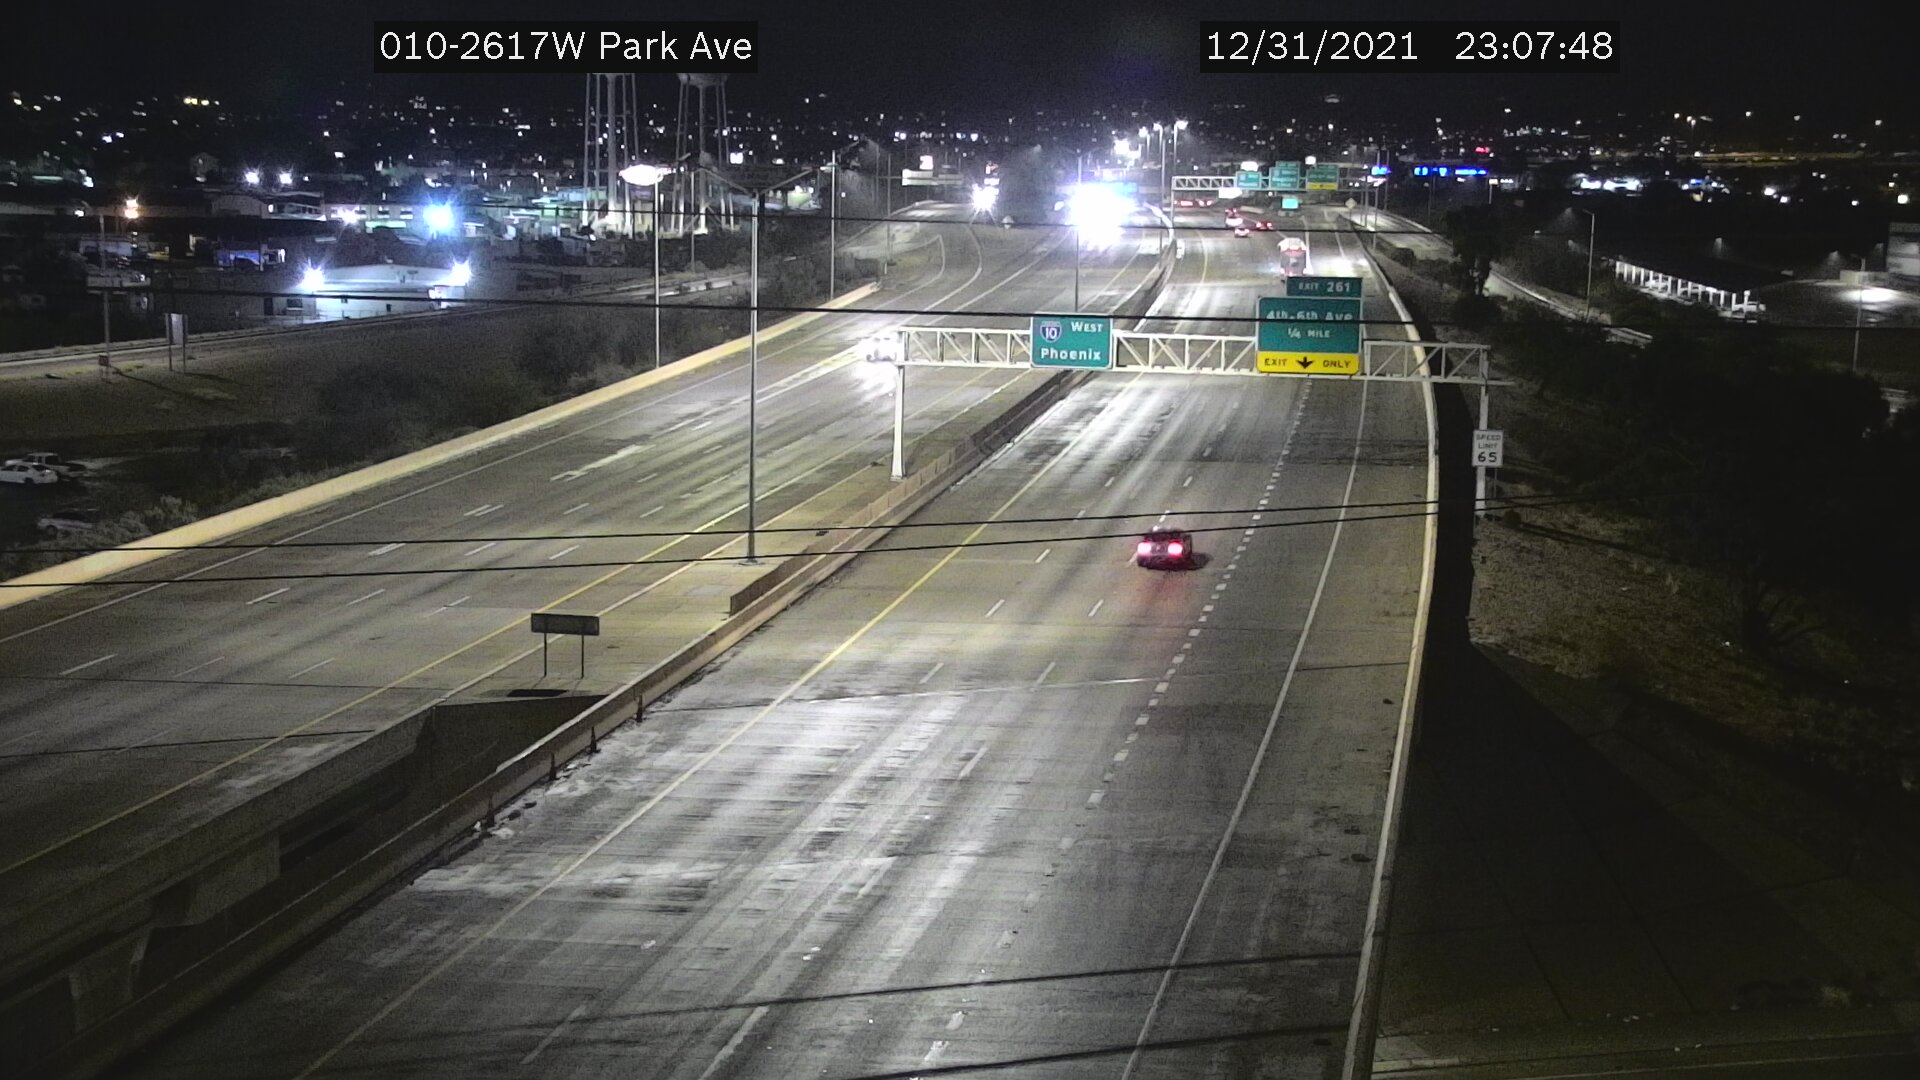 010-2617W Park Ave
12/31/2021 23:07:48
EXIT 261
4th-6th Ave
1/4 MILE
EXIT ONLY
10 WEST
Phoenix
SPEED
LIMIT
65